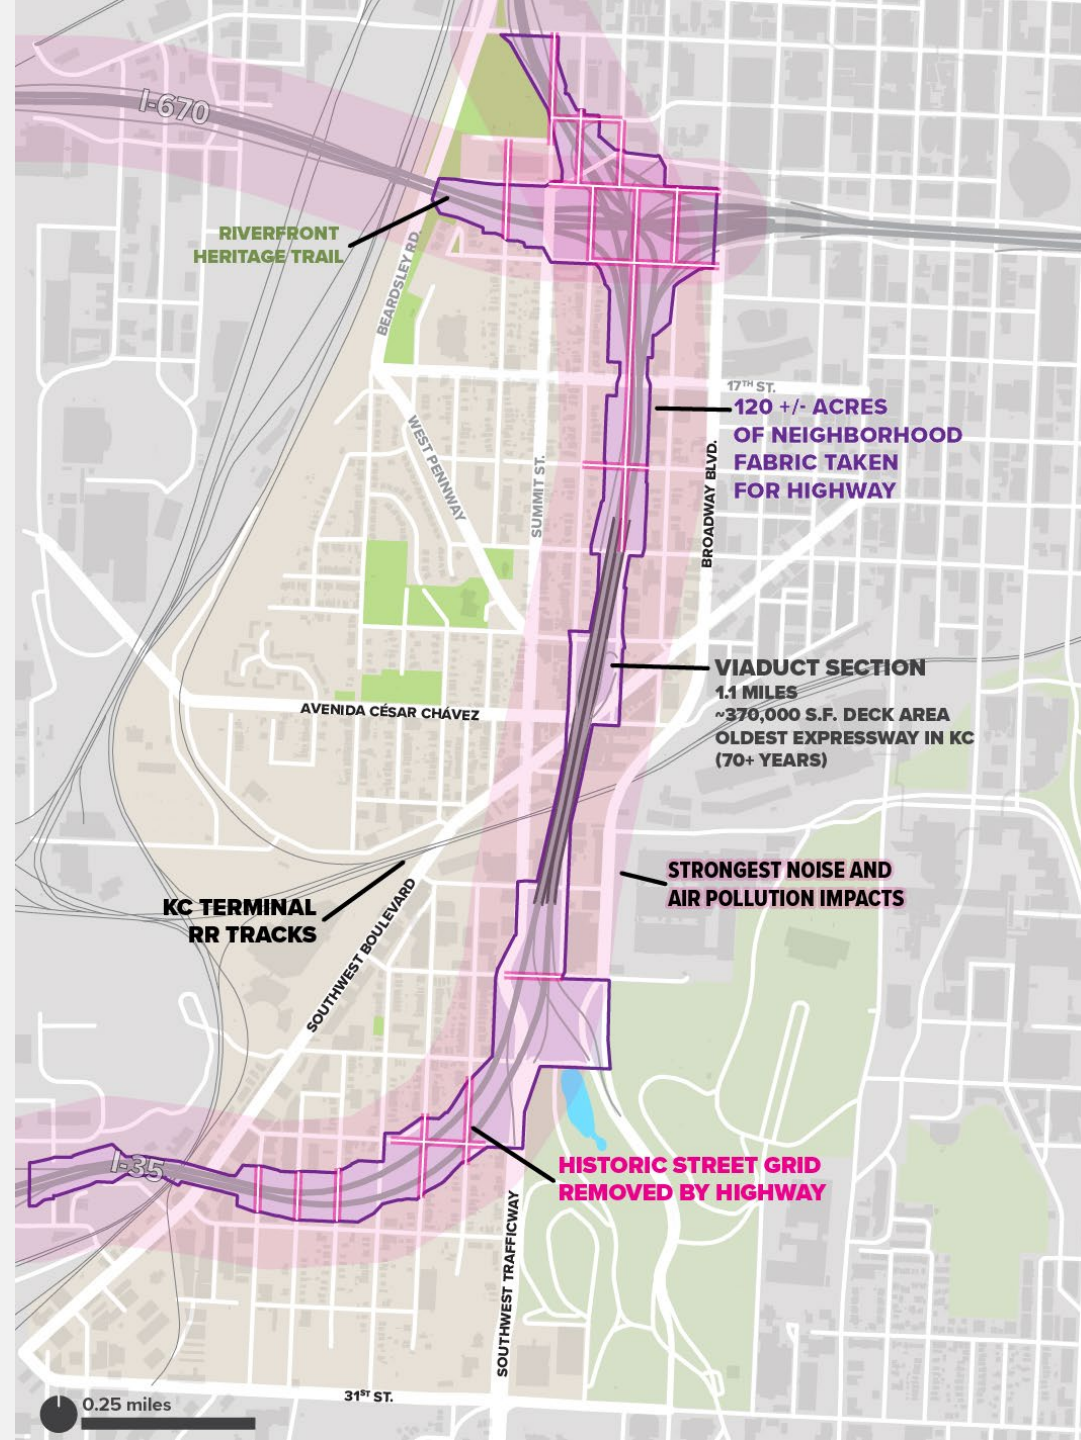 I-670
RIVERFRONT
HERITAGE TRAIL
BEARDSLEY RD.
17TH ST.
120 +/- ACRES
OF NEIGHBORHOOD
FABRIC TAKEN
FOR HIGHWAY
WEST PENNWAY
SUMMIT ST.
BROADWAY BLVD.
VIADUCT SECTION
1.1 MILES
~370,000 S.F. DECK AREA
OLDEST EXPRESSWAY IN KC
(70+ YEARS)
AVENIDA CÉSAR CHÁVEZ
STRONGEST NOISE AND
AIR POLLUTION IMPACTS
KC TERMINAL
RR TRACKS
SOUTHWEST BOULEVARD
I-35
HISTORIC STREET GRID
REMOVED BY HIGHWAY
SOUTHWEST TRAFFICWAY
31ST ST.
0.25 miles